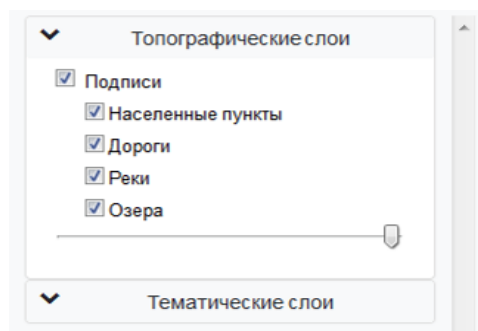 Топографические слои
Подписи
Населенные пункты
Дороги
Реки
Озера
Тематические слои